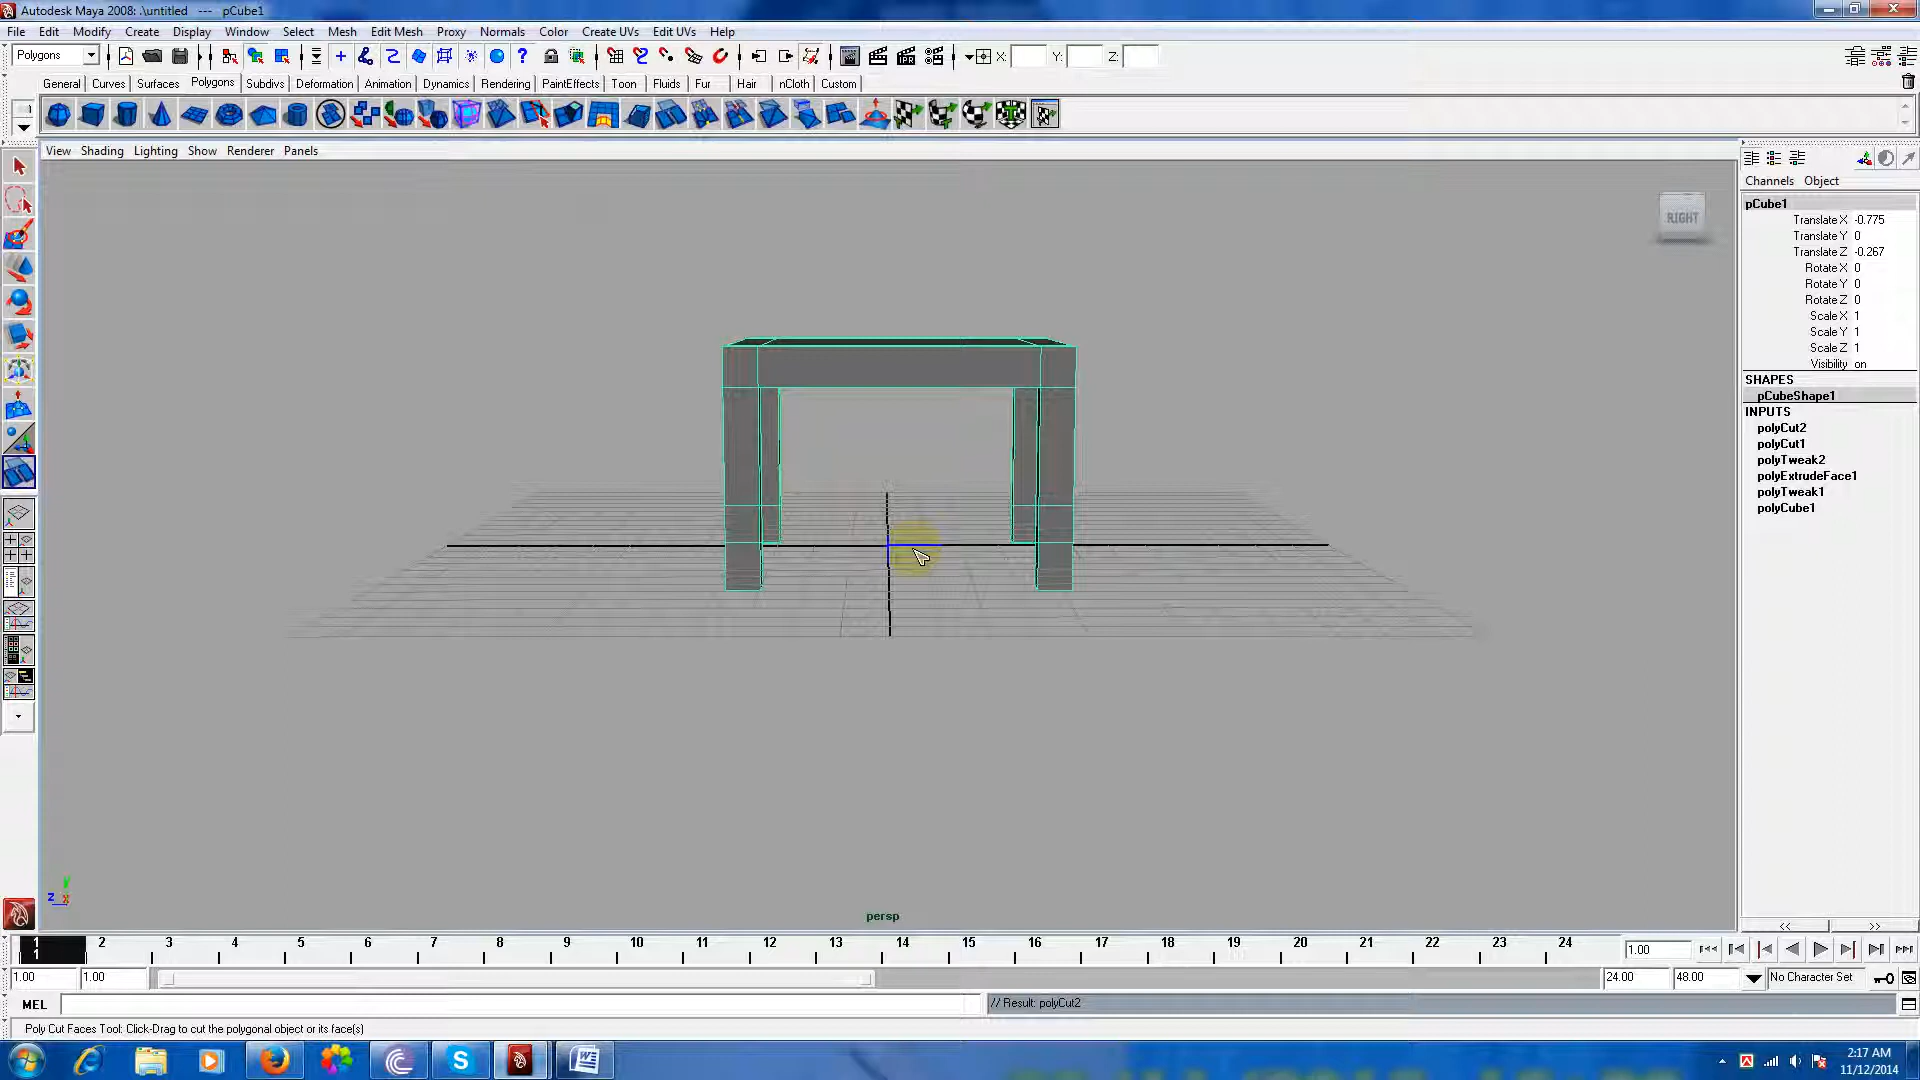 Autodesk Maya 2008: .\untitled --- pCube1
File Edit Modify Create Display Window Select Mesh Edit Mesh Proxy Normals Color Create UVs Edit UVs Help
Polygons X: Y: Z:
General Curves Surfaces Polygons Subdivs Deformation Animation Dynamics Rendering PaintEffects Toon Fluids Fur Hair nCloth Custom
View Shading Lighting Show Renderer Panels
RIGHT
Channels Object
pCube1
Translate X -0.775
Translate Y 0
Translate Z -0.267
Rotate X 0
Rotate Y 0
Rotate Z 0
Scale X 1
Scale Y 1
Scale Z 1
Visibility on
SHAPES
pCubeShape1
INPUTS
polyCut2
polyCut1
polyTweak2
polyExtrudeFace1
polyTweak1
polyCube1
y
z x
persp
<< >>
1 2 3 4 5 6 7 8 9 10 11 12 13 14 15 16 17 18 19 20 21 22 23 24
1 1.00
1.00 1.00 24.00 48.00 No Character Set
MEL // Result: polyCut2
Poly Cut Faces Tool: Click-Drag to cut the polygonal object or its face(s)
2:17 AM
11/12/2014